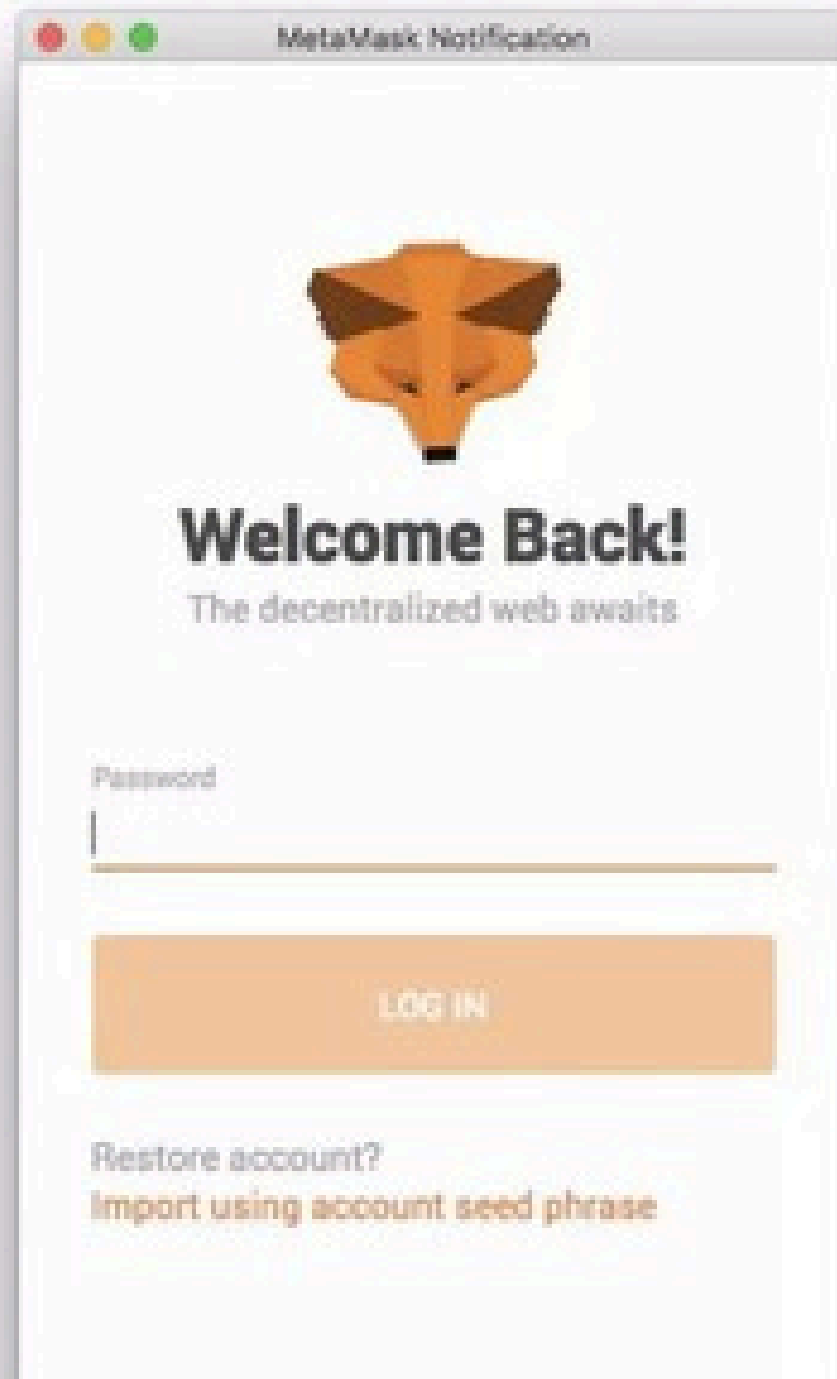 MetaMask Notification
Welcome Back!
The decentralized web awaits
Password
LOG IN
Restore account?
Import using account seed phrase